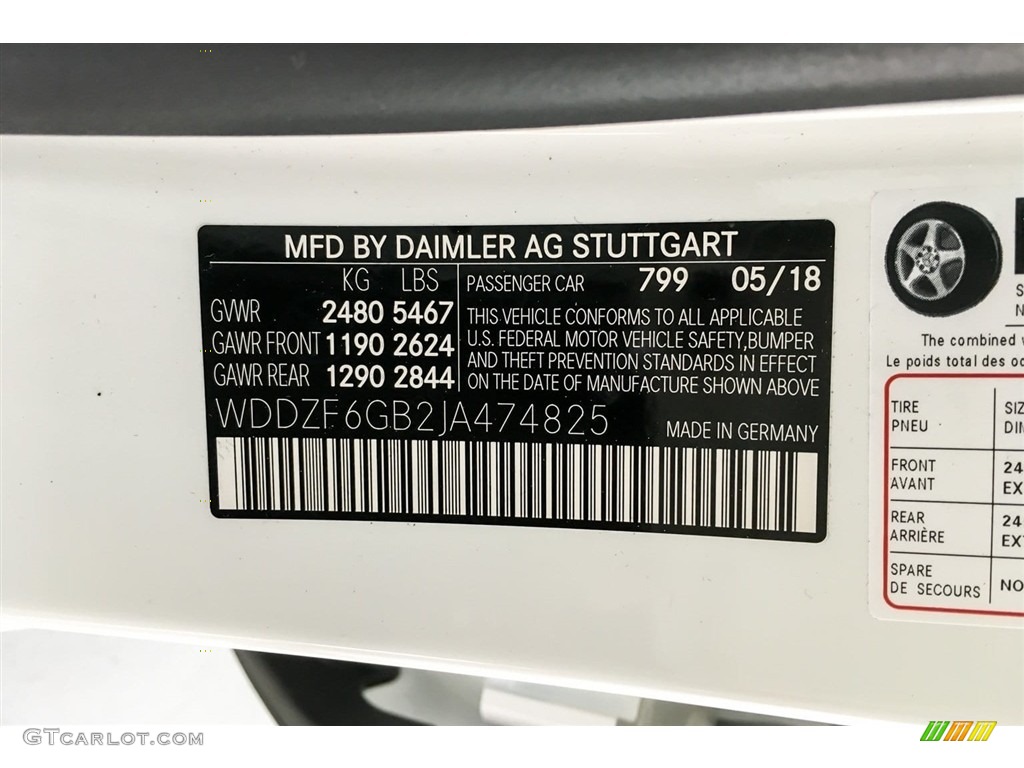 MFD BY DAIMLER AG STUTTGART
KG LBS
GVWR 2480 5467
GAWR FRONT 1190 2624
GAWR REAR 1290 2844
PASSENGER CAR 799 05/18
THIS VEHICLE CONFORMS TO ALL APPLICABLE
U.S. FEDERAL MOTOR VEHICLE SAFETY,BUMPER
AND THEFT PREVENTION STANDARDS IN EFFECT
ON THE DATE OF MANUFACTURE SHOWN ABOVE
WDDZF6GB2JA474825
MADE IN GERMANY
The combined
Le poids total des
TIRE
PNEU
FRONT
AVANT
REAR
ARRIÈRE
SPARE
DE SECOURS
GTcarlot.com